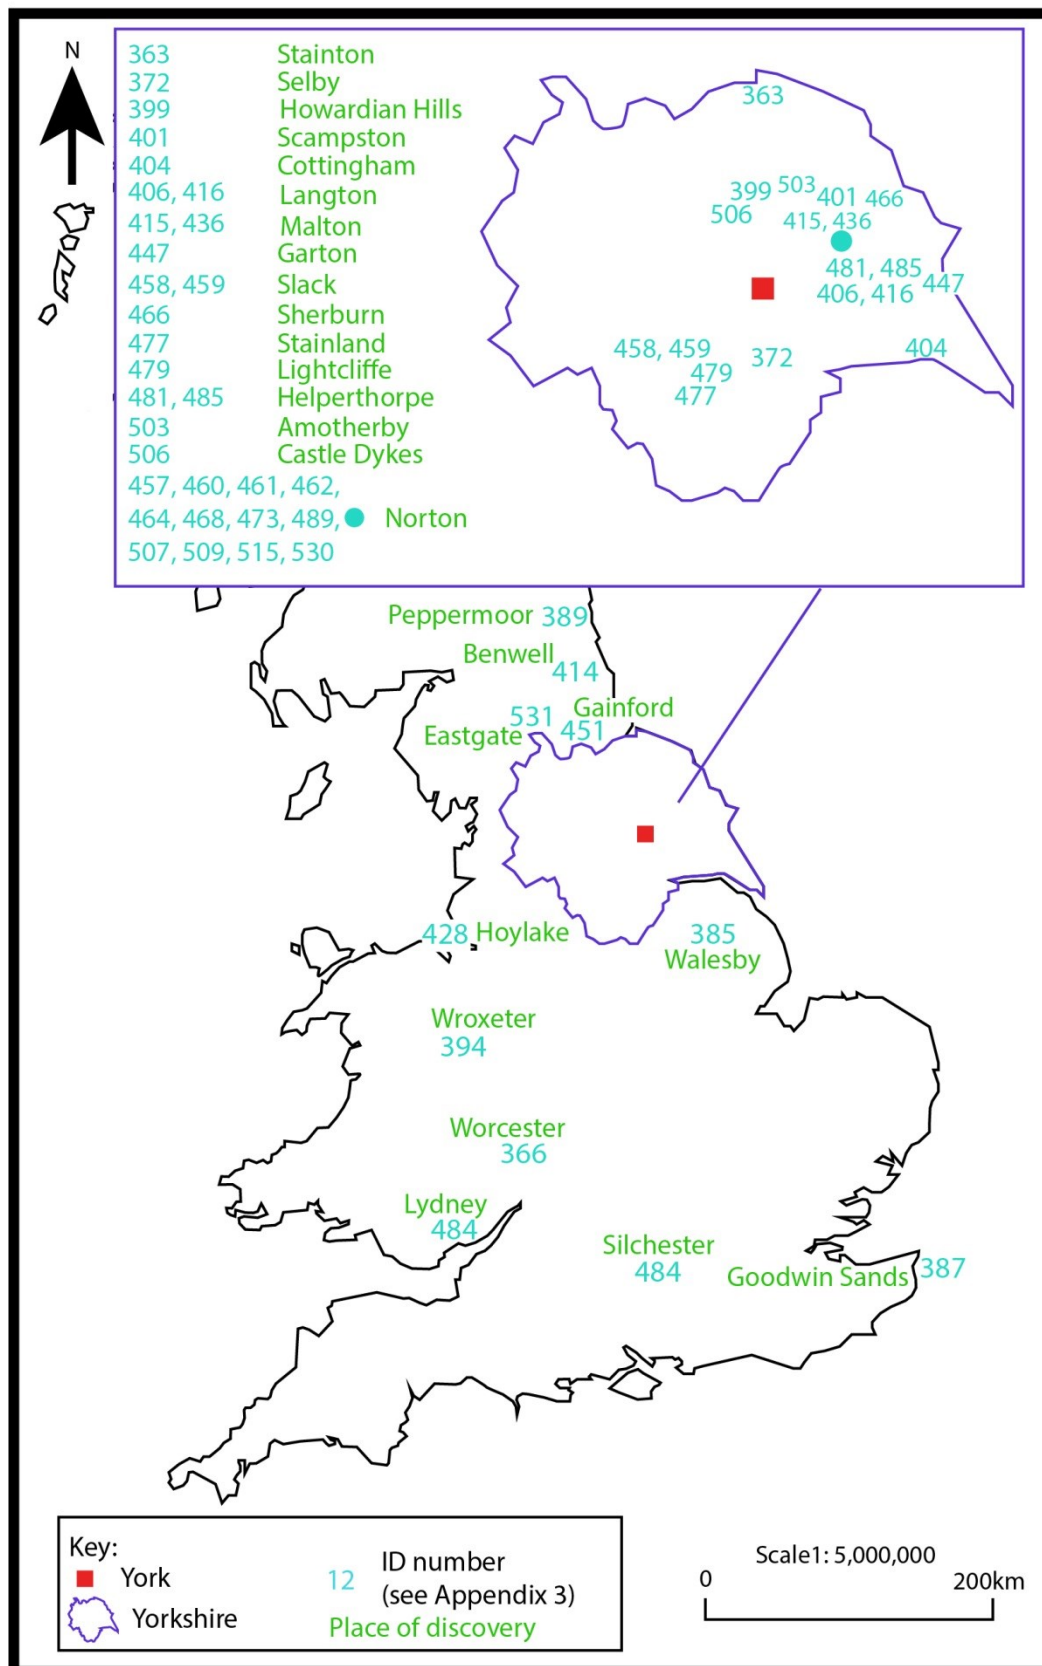 N
363 Stainton
372 Selby
399 Howardian Hills
401 Scampston
404 Cottingham
406, 416 Langton
415, 436 Malton
447 Garton
458, 459 Slack
466 Sherburn
477 Stainland
479 Lightcliffe
481, 485 Helperthorpe
503 Amotherby
506 Castle Dykes
457, 460, 461, 462,
464, 468, 473, 489, Norton
507, 509, 515, 530
363
399 503 401 466
506 415, 436
481, 485
406, 416 447
458, 459 372 404
479
477
Peppermoor 389
Benwell
414
Gainford
531
451
Eastgate
428 Hoylake
385
Walesby
Wroxeter
394
Worcester
366
Lydney
484
Silchester
484
Goodwin Sands 387
Key:
York
Yorkshire
12 ID number
(see Appendix 3)
Place of discovery
Scale1: 5,000,000
0 200km